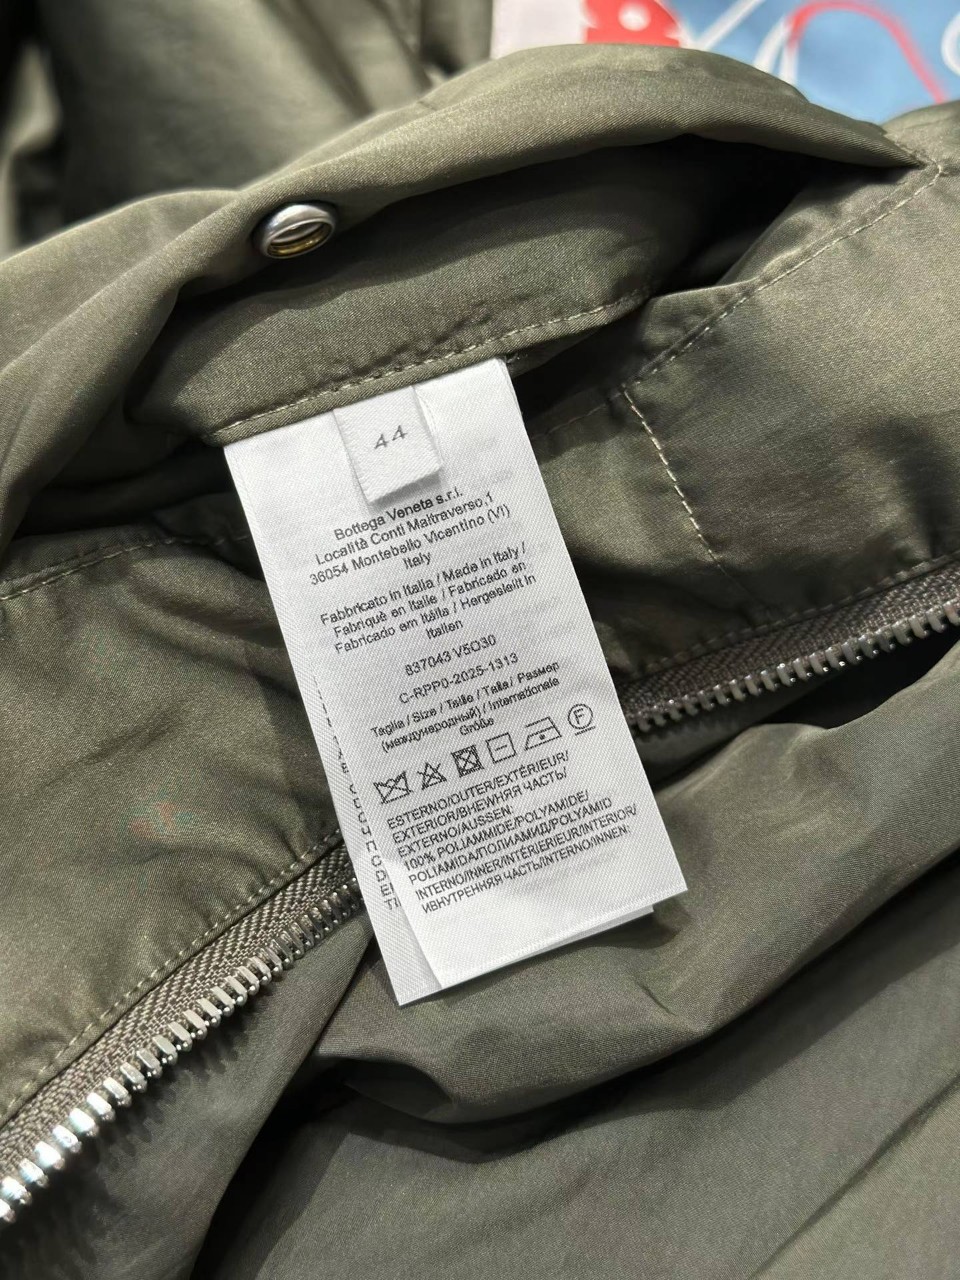 44
Bottega Veneta s.r.l.
Località Conti Maltraverso,1
36054 Montebello Vicentino (VI)
Italy
Fabbricato in Italia / Made in Italy /
Fabriqué en Italie / Fabricado en
Fabricado em Itália / Hergestellt in
Italien
837043 V5O30
C-RPP0-2025-1313
Taglia / Size / Taille / Talla / Размер
(международный) / Internationale
Größe
F
ESTERNO/OUTER/EXTÉRIEUR/
EXTERIOR/ВНЕШНЯЯ ЧАСТЬ/
EXTERNO/AUSSEN:
100% POLIAMMIDE/POLYAMIDE/
POLIAMIDA/ПОЛИАМИД/POLYAMID
INTERNO/INNER/INTÉRIEUR/INTERIOR/
ИВНУТРЕННЯЯ ЧАСТЬ/INTERNO/INNEN: